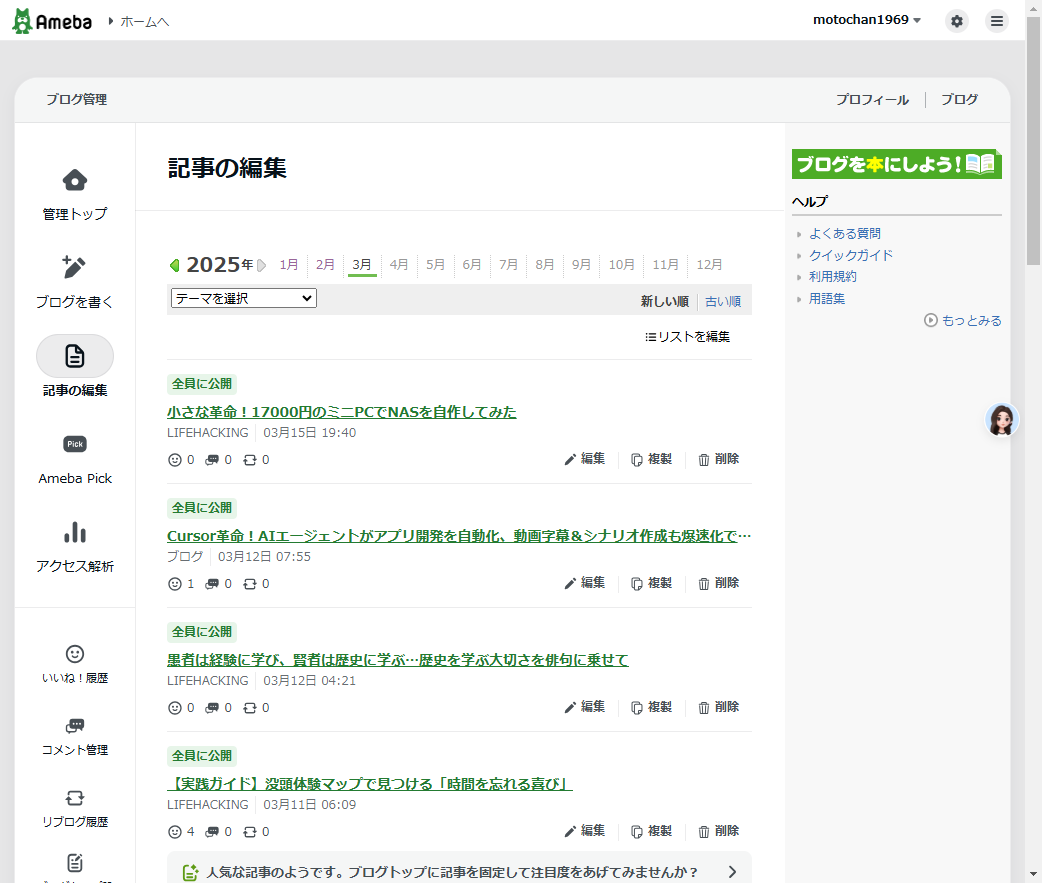 Ameba ホームへ motochan1969
ブログ管理 プロフィール ブログ
管理トップ
ブログを書く
記事の編集
Pick
Ameba Pick
アクセス解析
いいね！履歴
コメント管理
リブログ履歴
記事の編集
2025年 1月 2月 3月 4月 5月 6月 7月 8月 9月 10月 11月 12月
テーマを選択 新しい順 古い順
リストを編集
全員に公開
小さな革命！17000円のミニPCでNASを自作してみた
LIFEHACKING 03月15日 19:40
0 0 0 編集 複製 削除
全員に公開
Cursor革命！AIエージェントがアプリ開発を自動化、動画字幕＆シナリオ作成も爆速化で…
ブログ 03月12日 07:55
1 0 0 編集 複製 削除
全員に公開
愚者は経験に学び、賢者は歴史に学ぶ…歴史を学ぶ大切さを俳句に乗せて
LIFEHACKING 03月12日 04:21
0 0 0 編集 複製 削除
全員に公開
【実践ガイド】没頭体験マップで見つける「時間を忘れる喜び」
LIFEHACKING 03月11日 06:09
4 0 0 編集 複製 削除
人気な記事のようです。ブログトップに記事を固定して注目度をあげてみませんか？
ブログを本にしよう！
ヘルプ
よくある質問
クイックガイド
利用規約
用語集
もっとみる